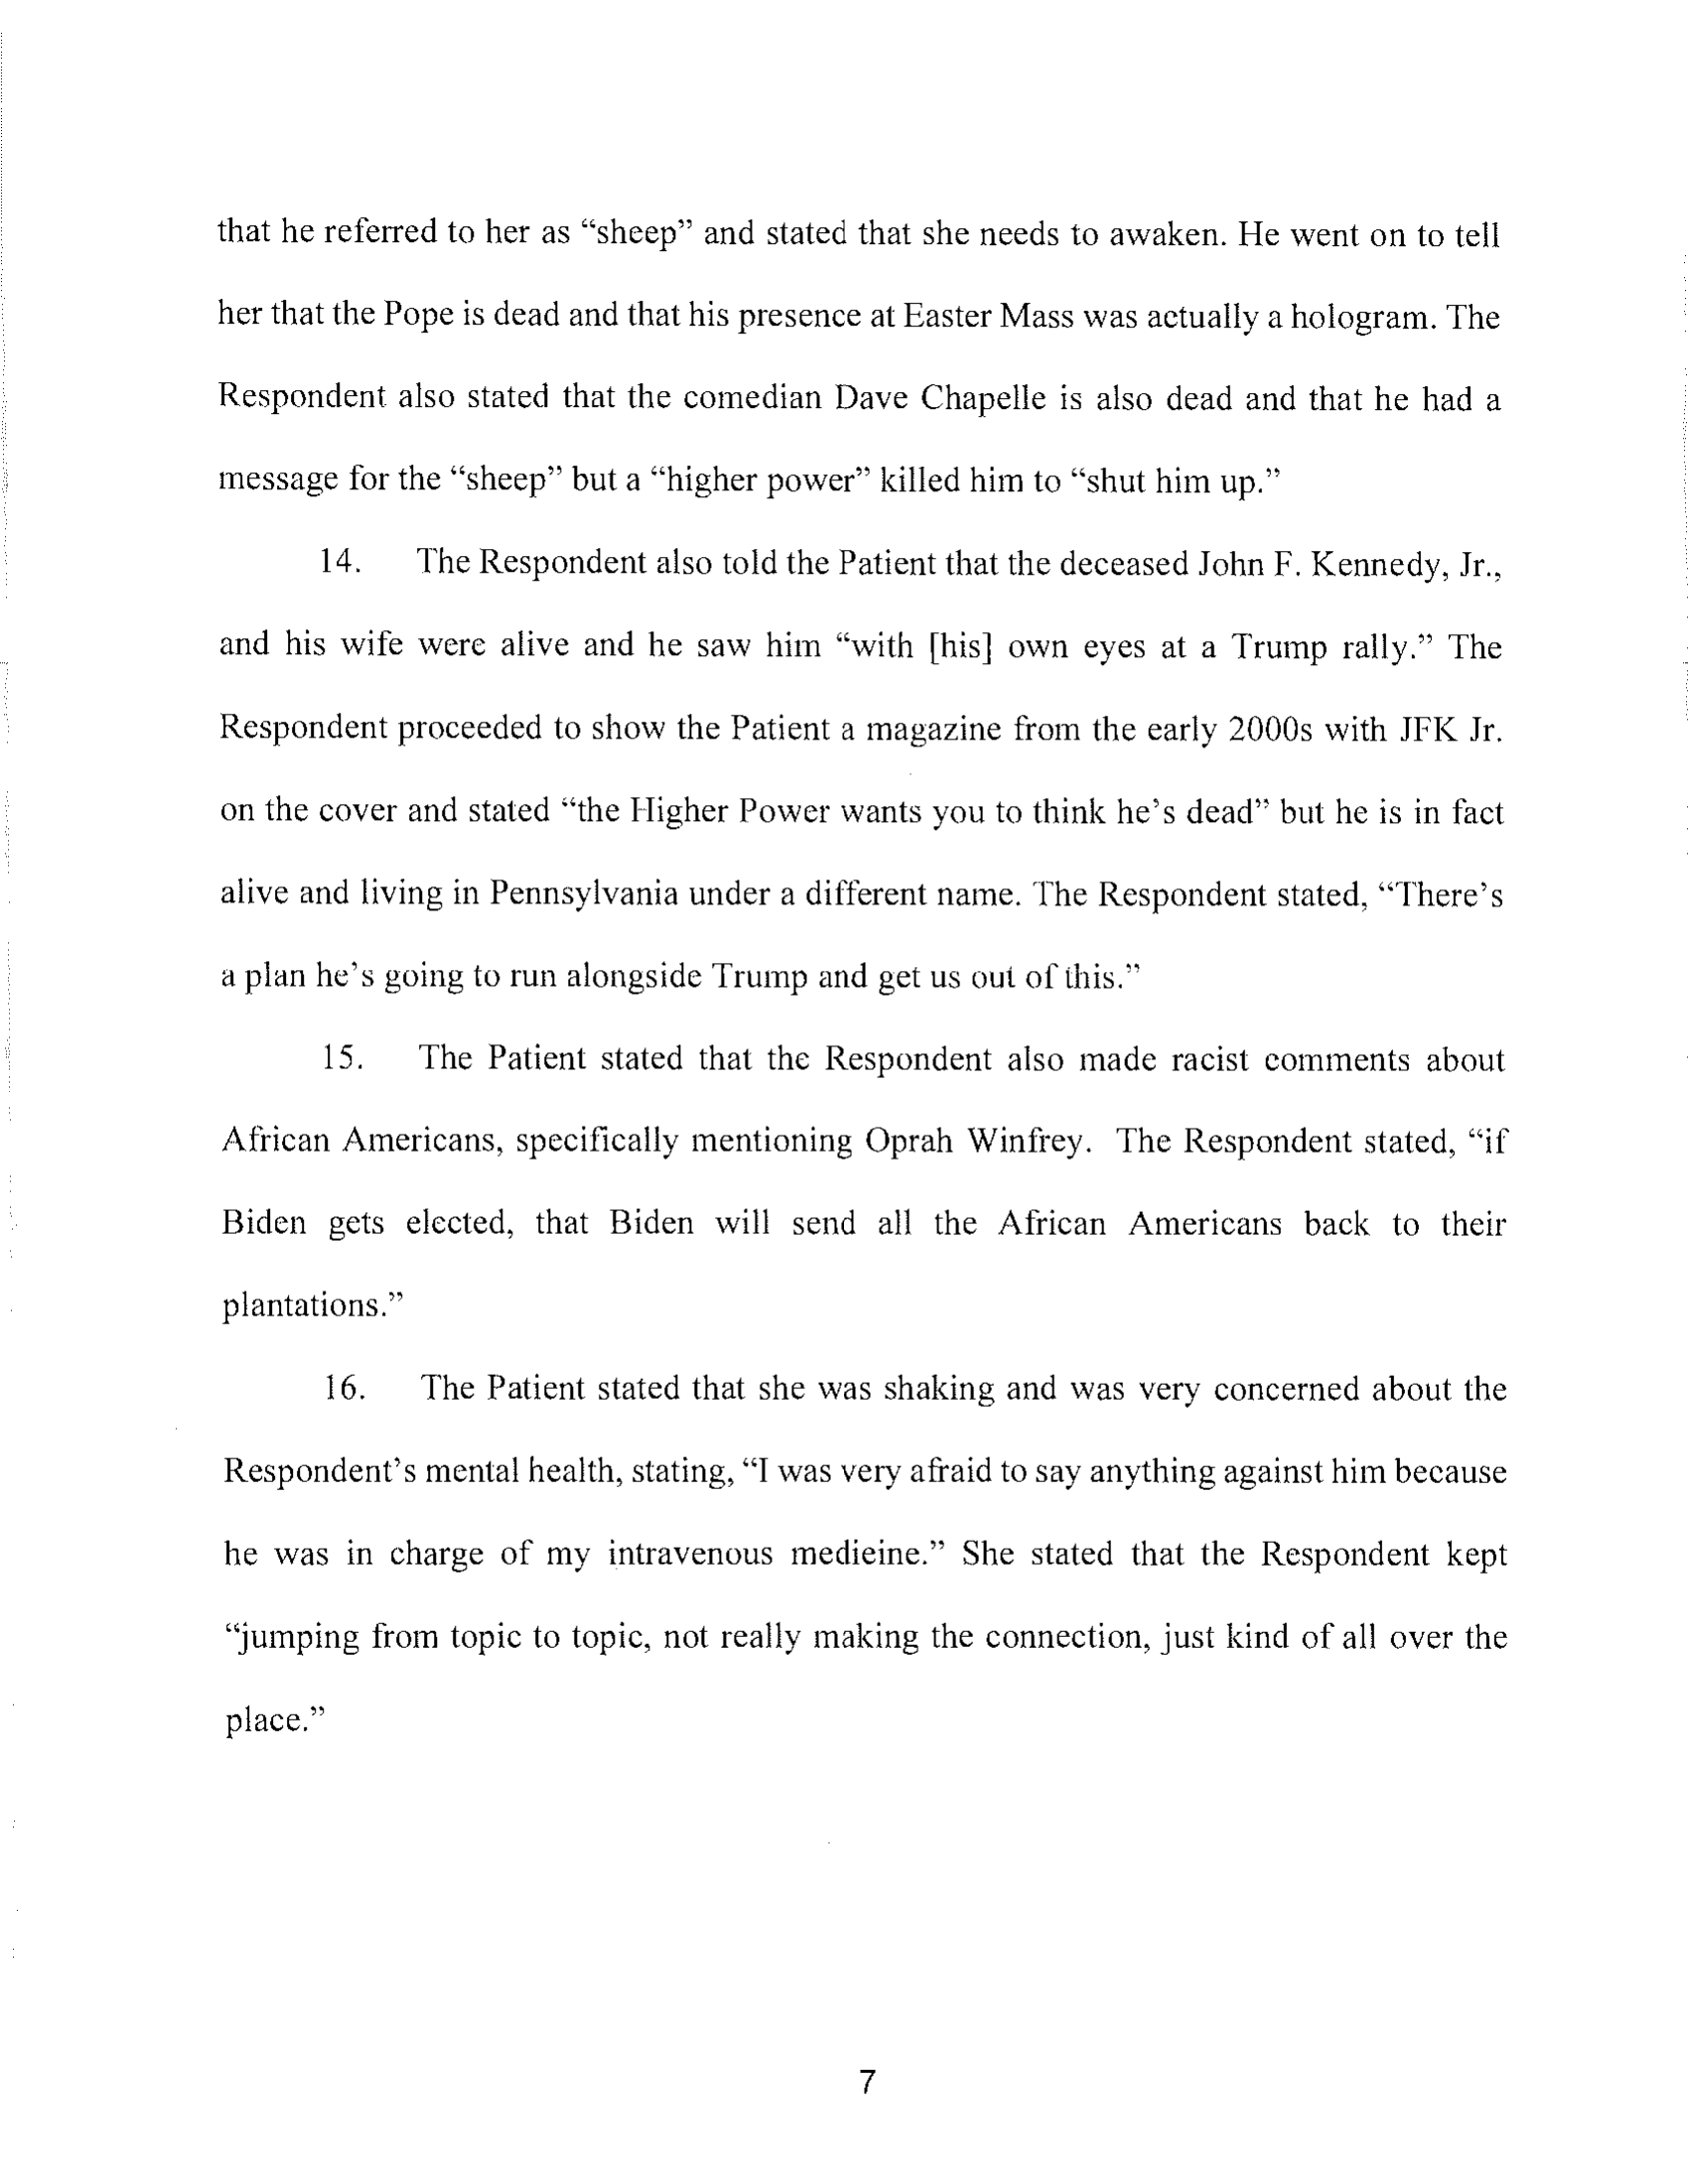 that he referred to her as “sheep” and stated that she needs to awaken. He went on to tell
her that the Pope is dead and that his presence at Easter Mass was actually a hologram. The
Respondent also stated that the comedian Dave Chapelle is also dead and that he had a
message for the “sheep” but a “higher power” killed him to “shut him up.”
14. The Respondent also told the Patient that the deceased John F. Kennedy, Jr.,
and his wife were alive and he saw him “with [his] own eyes at a Trump rally.” The
Respondent proceeded to show the Patient a magazine from the early 2000s with JFK Jr.
on the cover and stated “the Higher Power wants you to think he’s dead” but he is in fact
alive and living in Pennsylvania under a different name. The Respondent stated, “There’s
a plan he’s going to run alongside Trump and get us out of this.”
15. The Patient stated that the Respondent also made racist comments about
African Americans, specifically mentioning Oprah Winfrey. The Respondent stated, “if
Biden gets elected, that Biden will send all the African Americans back to their
plantations.”
16. The Patient stated that she was shaking and was very concerned about the
Respondent’s mental health, stating, “I was very afraid to say anything against him because
he was in charge of my intravenous medicine.” She stated that the Respondent kept
“jumping from topic to topic, not really making the connection, just kind of all over the
place.”
7